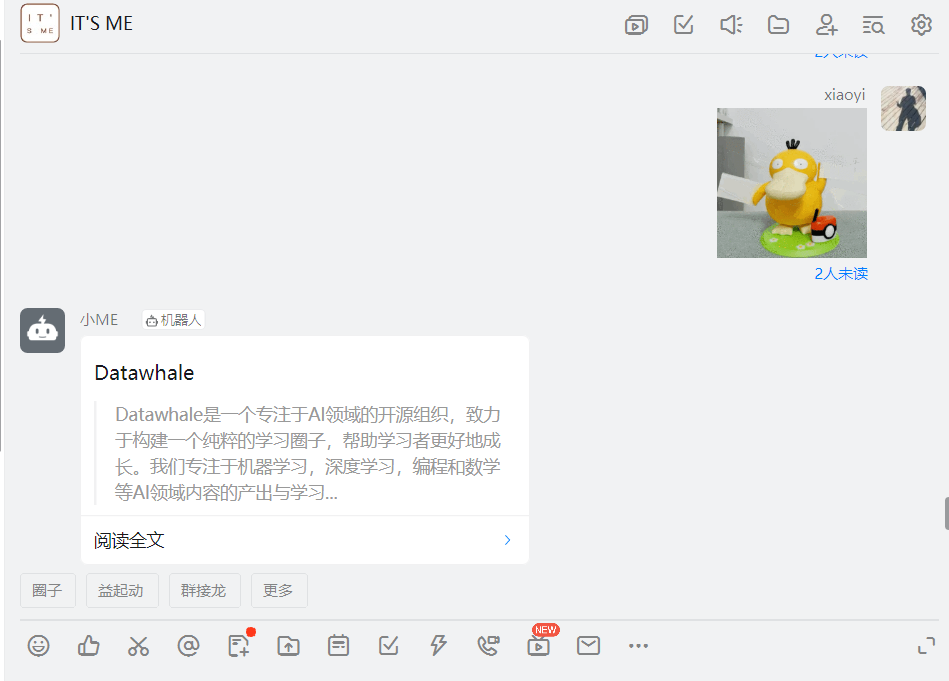 IT'S ME
IT'S ME
2人未读
xiaoyi
2人未读
小ME 机器人
Datawhale
Datawhale是一个专注于AI领域的开源组织，致力
于构建一个纯粹的学习圈子，帮助学习者更好地成
长。我们专注于机器学习，深度学习，编程和数学
等AI领域内容的产出与学习...
阅读全文
圈子 益起动 群接龙 更多
NEW